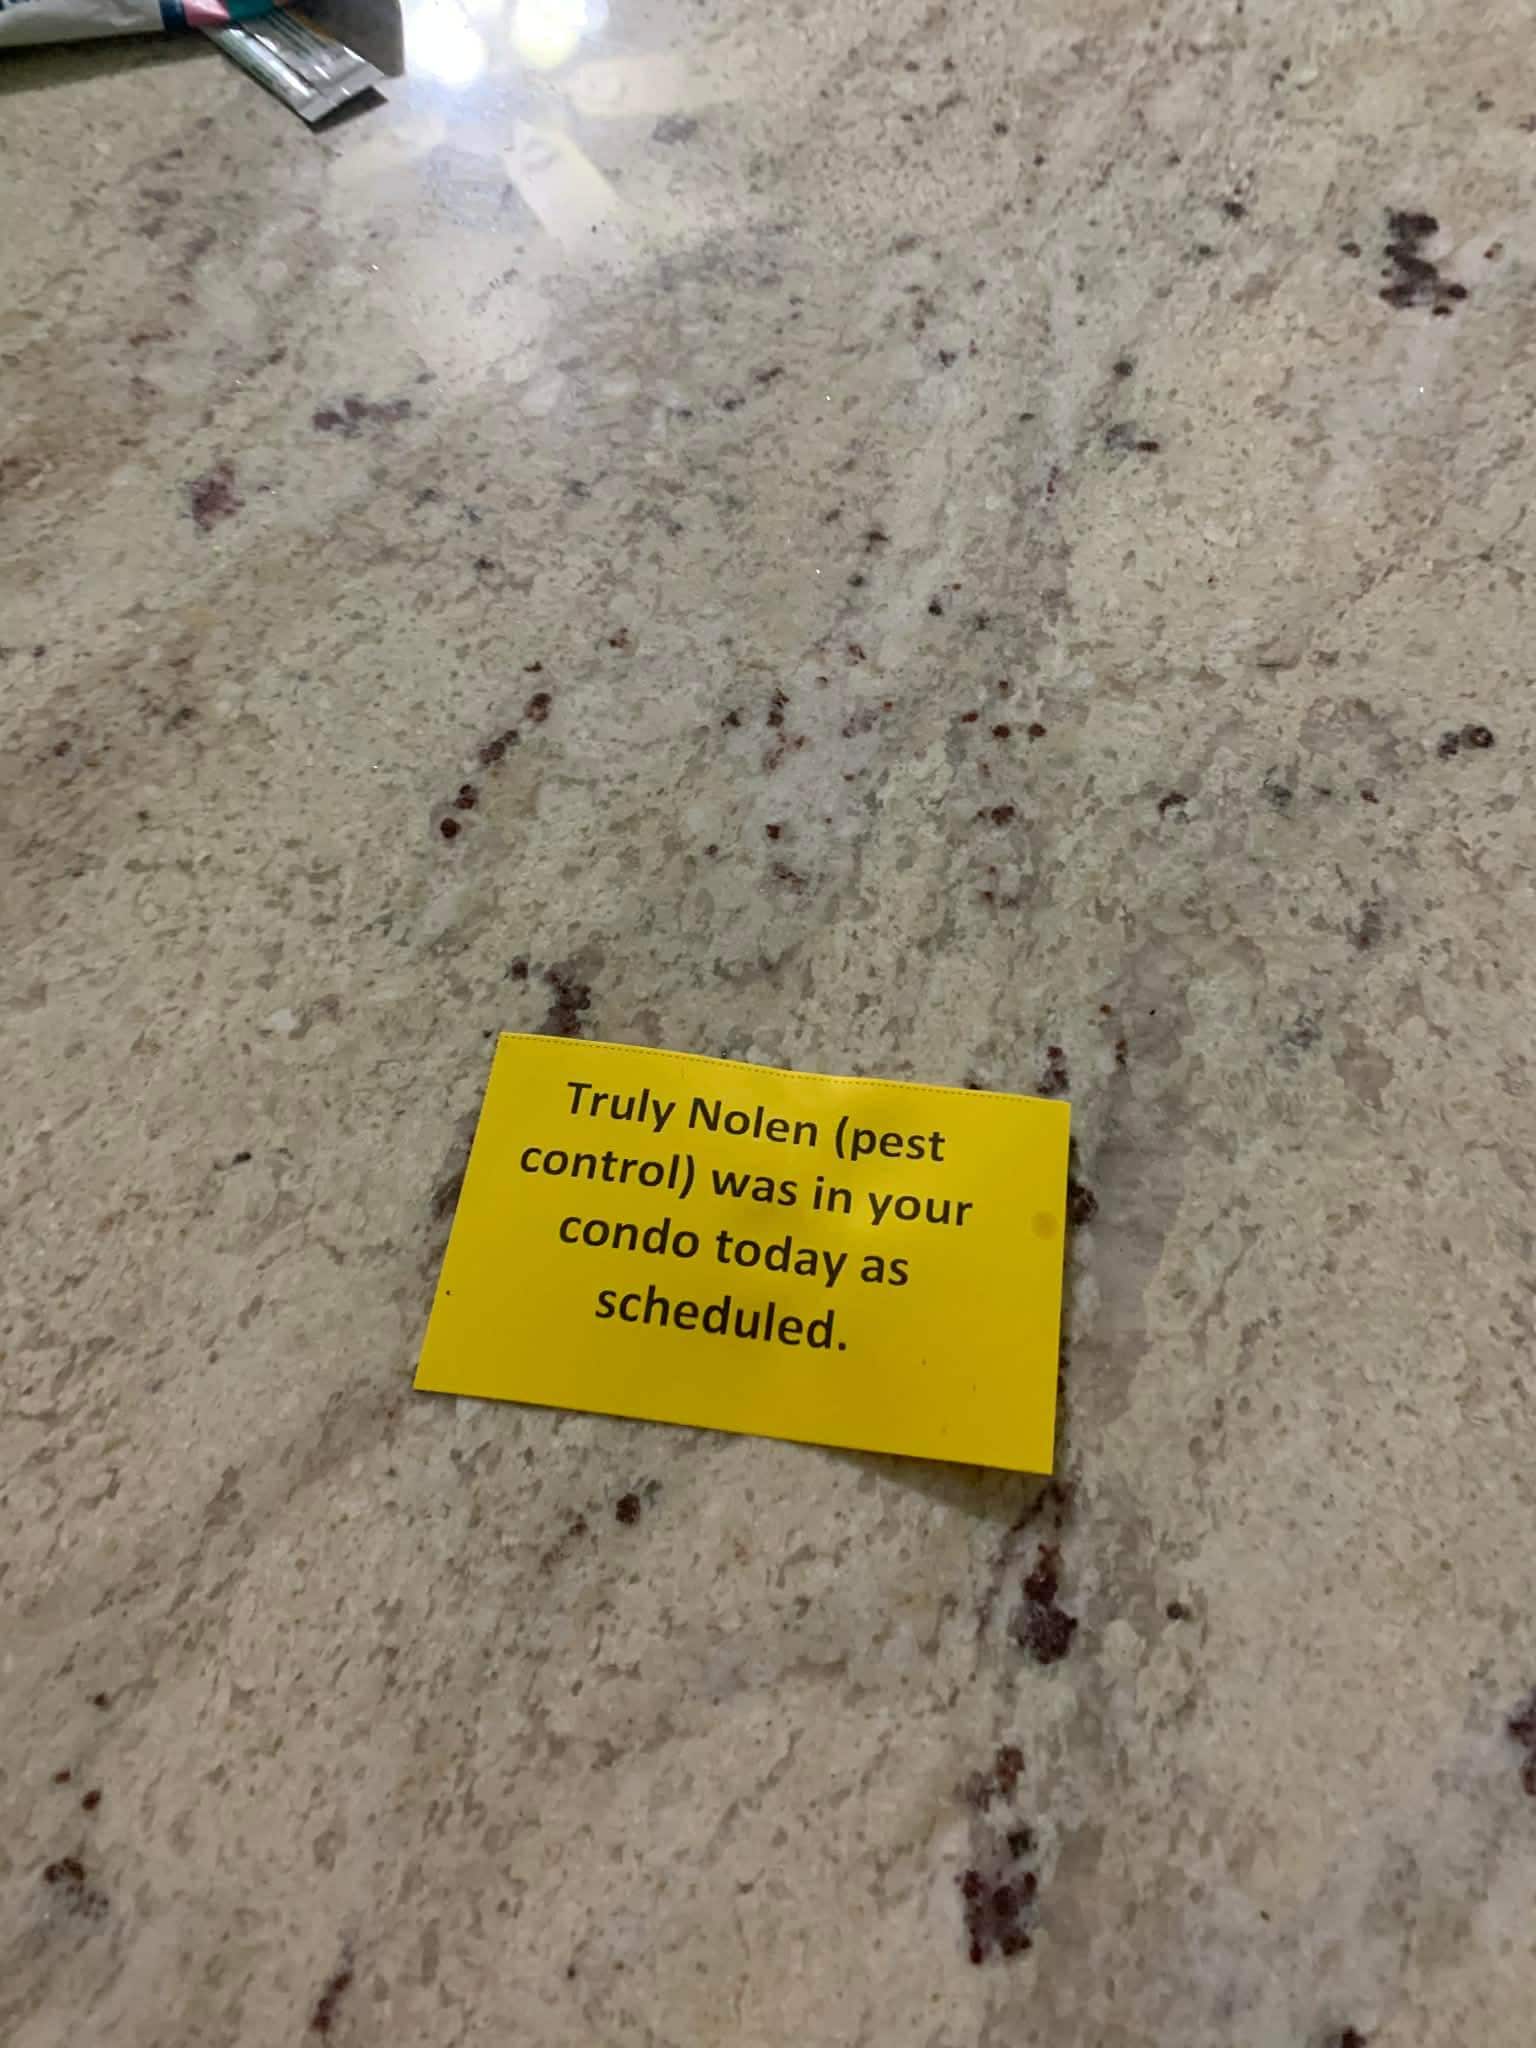 Truly Nolen (pest
control) was in your
condo today as
scheduled.